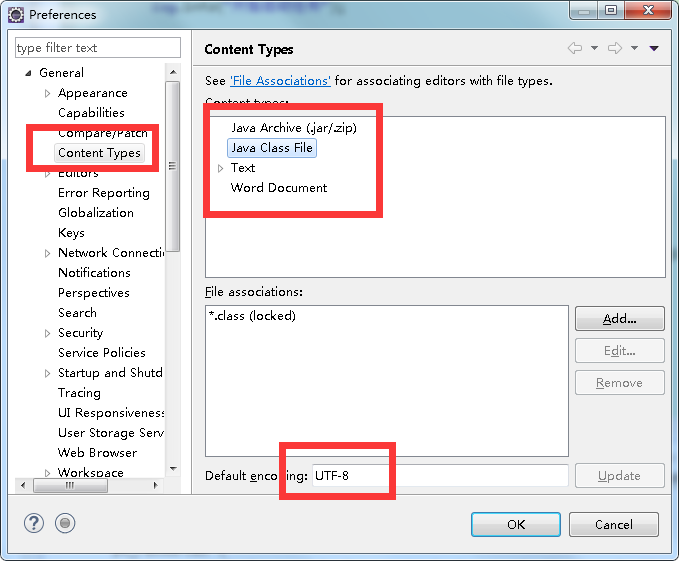 Preferences
type filter text
General
Appearance
Capabilities
Compare/Patch
Content Types
Editors
Error Reporting
Globalization
Keys
Network Connectio
Notifications
Perspectives
Search
Security
Service Policies
Startup and Shutd
Tracing
UI Responsiveness
User Storage Serv
Web Browser
Workspace
Content Types
See 'File Associations' for associating editors with file types.
Content types:
Java Archive (.jar/.zip)
Java Class File
Text
Word Document
File associations:
*.class (locked)
Add...
Edit...
Remove
Default encoding: UTF-8
Update
?
OK
Cancel